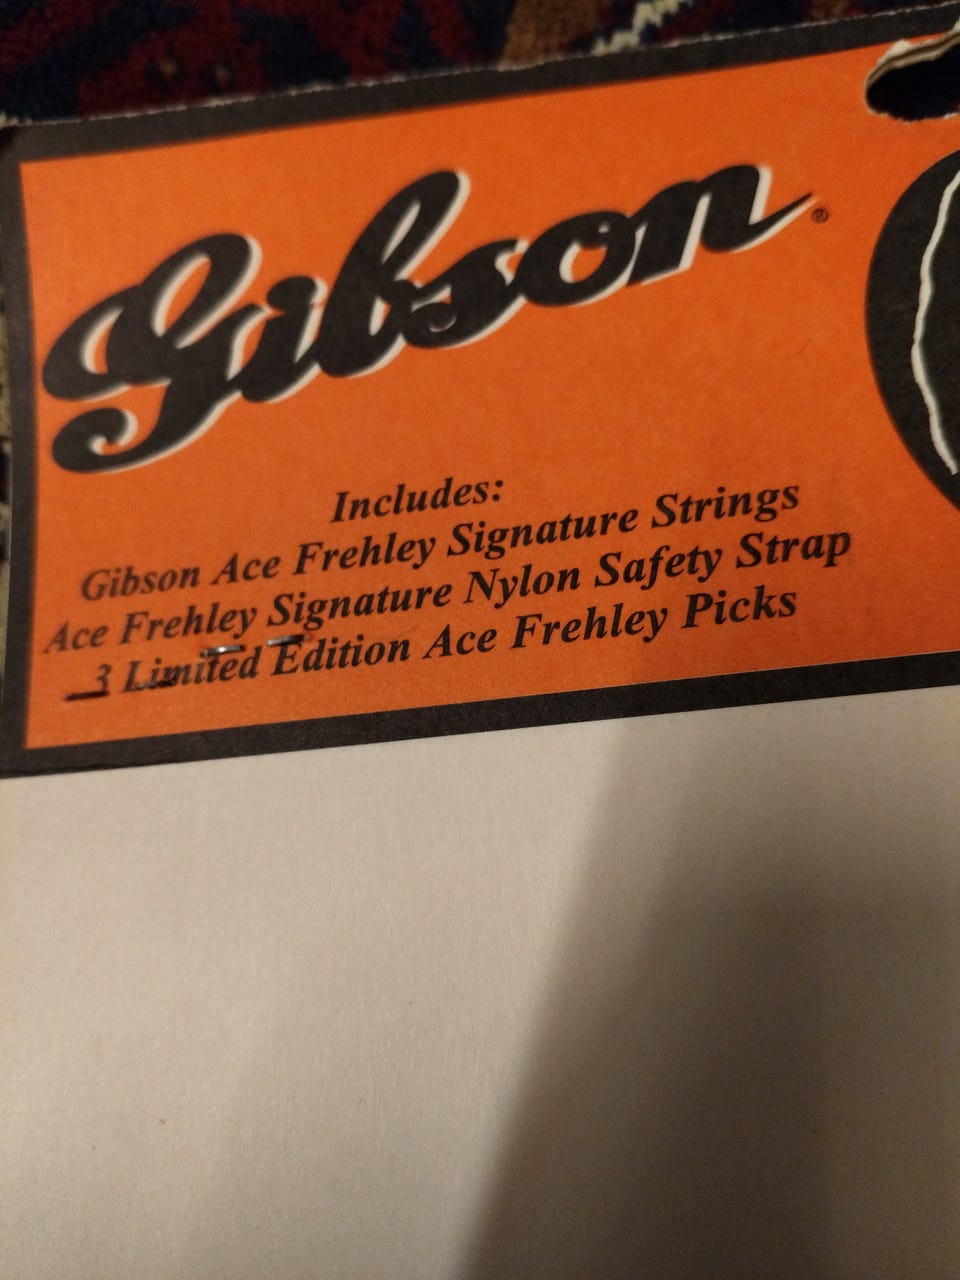 Gibson®
Includes:
Gibson Ace Frehley Signature Strings
Ace Frehley Signature Nylon Safety Strap
3 Limited Edition Ace Frehley Picks